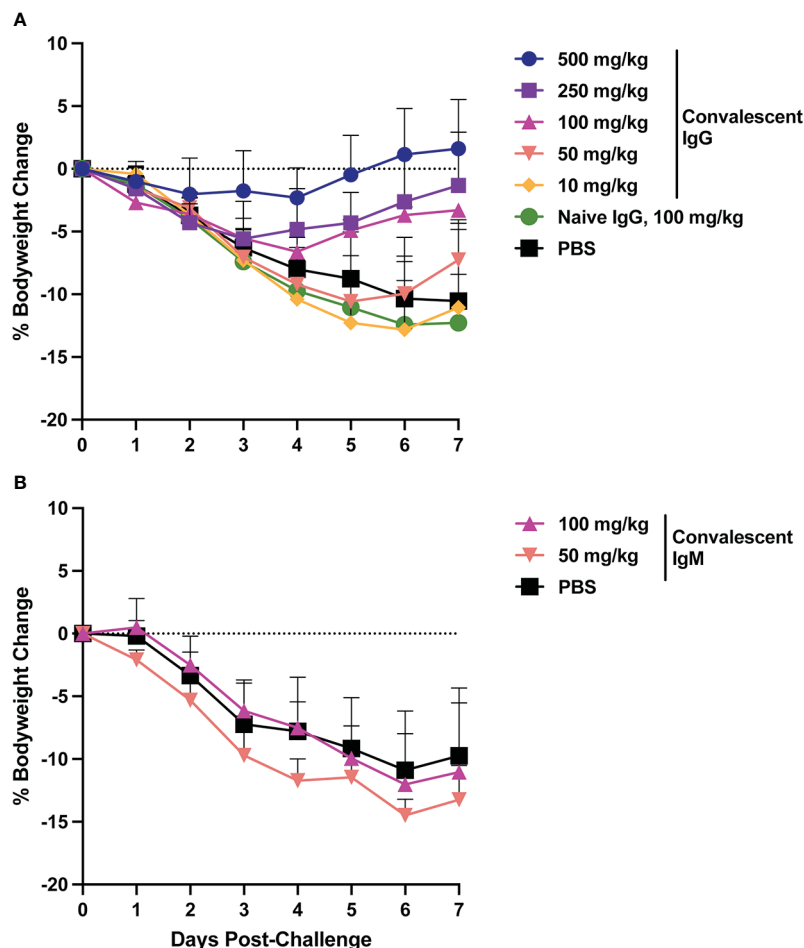 A
% Bodyweight Change
10
5
0
-5
-10
-15
-20
0 1 2 3 4 5 6 7
500 mg/kg
250 mg/kg
100 mg/kg
50 mg/kg
10 mg/kg
Convalescent
IgG
Naive IgG, 100 mg/kg
PBS
B
% Bodyweight Change
10
5
0
-5
-10
-15
-20
0 1 2 3 4 5 6 7
Days Post-Challenge
100 mg/kg
50 mg/kg
Convalescent
IgM
PBS